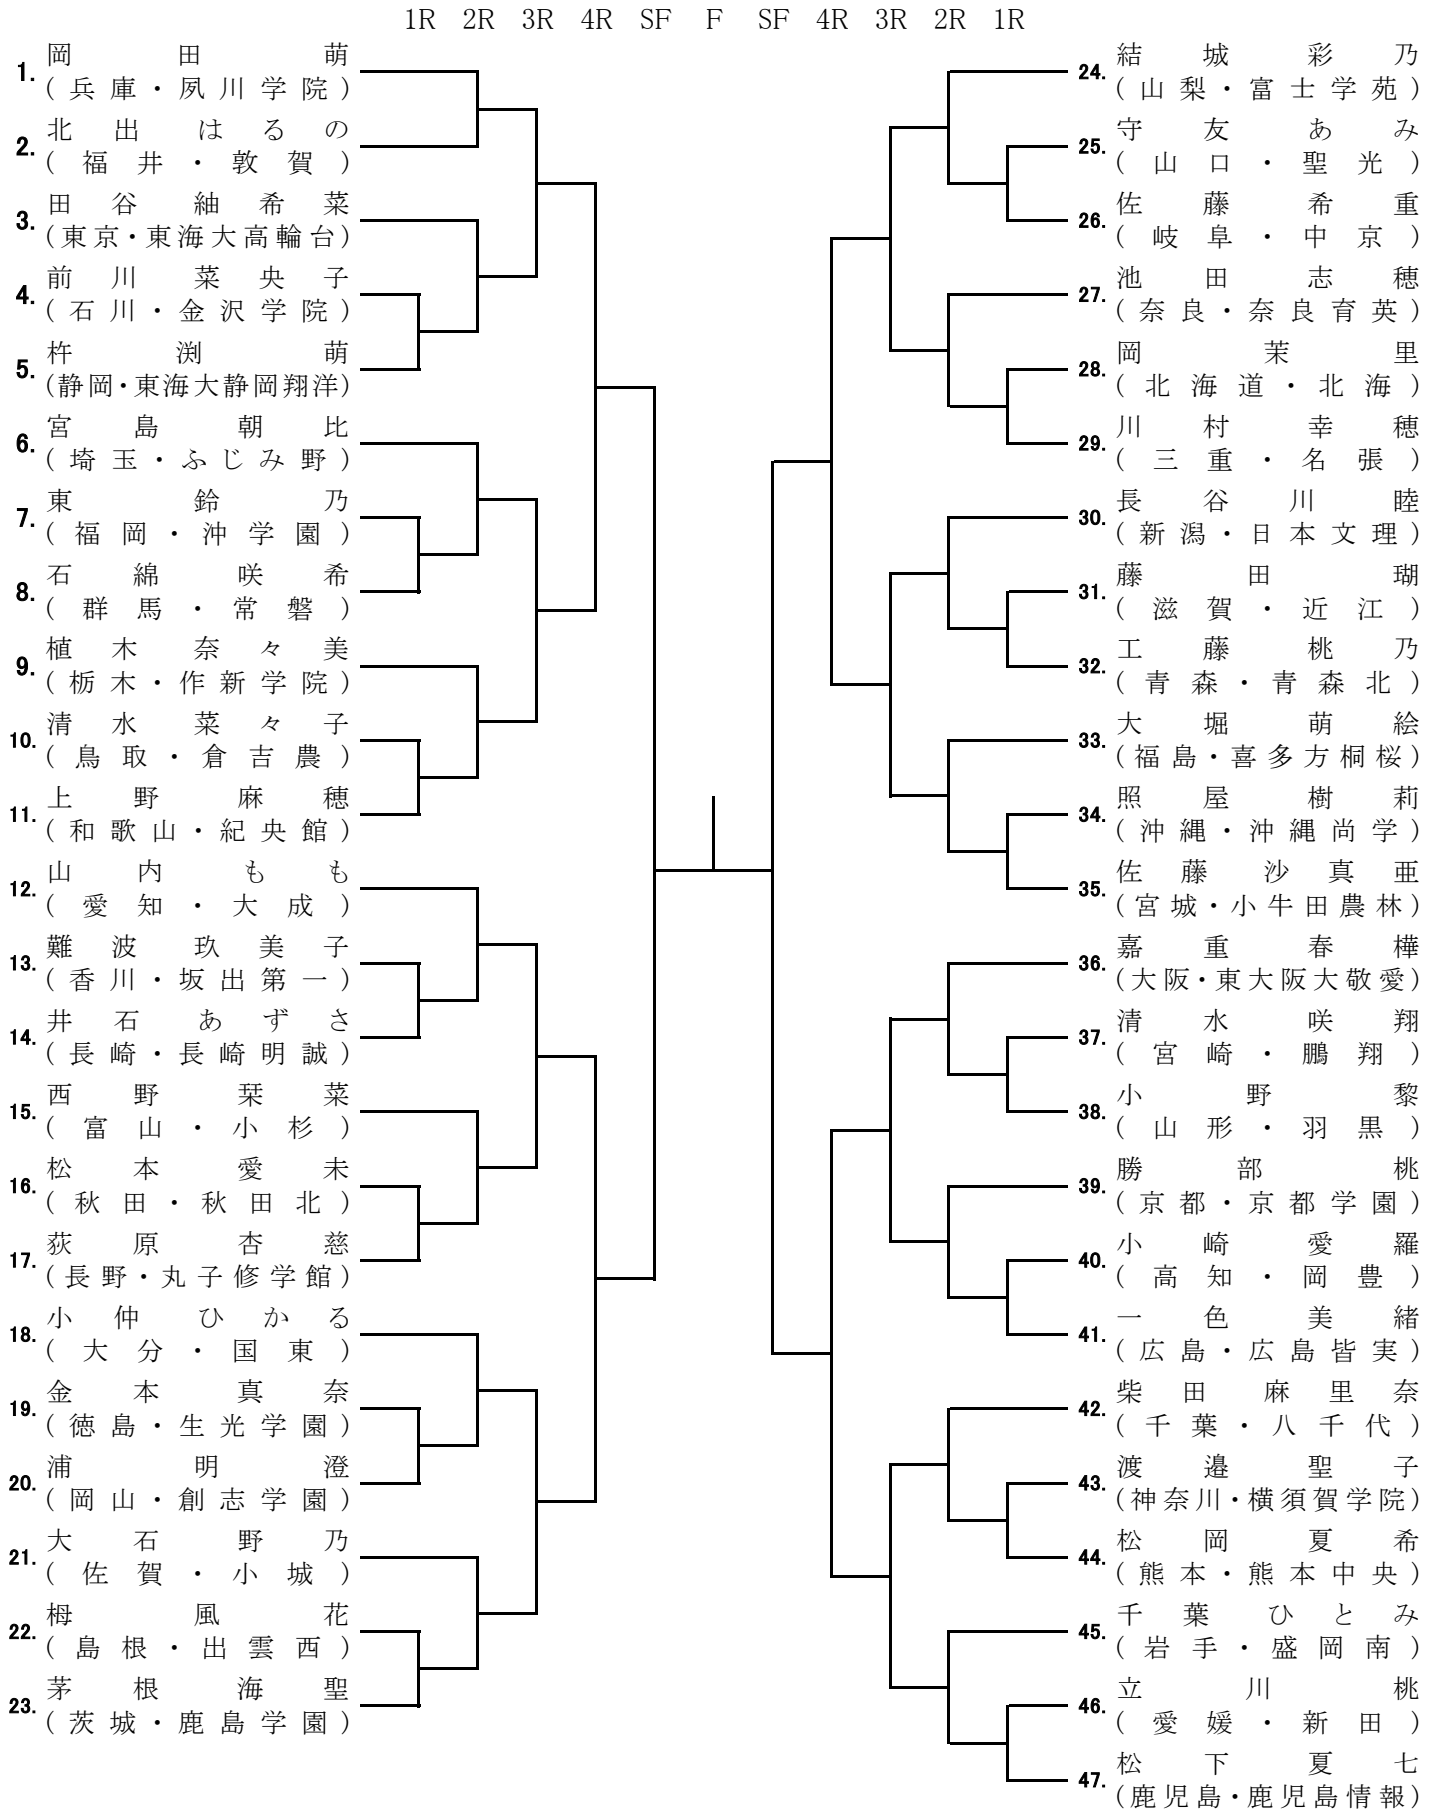 1R 2R 3R 4R SF F SF 4R 3R 2R 1R
1. 岡田萌
(兵庫・夙川学院)
2. 北出はるの
(福井・敦賀)
3. 田谷紬希菜
(東京・東海大高輪台)
4. 前川菜央子
(石川・金沢学院)
5. 杵渕萌
(静岡・東海大静岡翔洋)
6. 宮島朝比
(埼玉・ふじみ野)
7. 東鈴乃
(福岡・沖学園)
8. 石綿咲希
(群馬・常磐)
9. 植木奈々美
(栃木・作新学院)
10. 清水菜々子
(鳥取・倉吉農)
11. 上野麻穂
(和歌山・紀央館)
12. 山内もも
(愛知・大成)
13. 難波玖美子
(香川・坂出第一)
14. 井石あずさ
(長崎・長崎明誠)
15. 西野栞菜
(富山・小杉)
16. 松本愛未
(秋田・秋田北)
17. 荻原杏慈
(長野・丸子修学館)
18. 小仲ひかる
(大分・国東)
19. 金本真奈
(徳島・生光学園)
20. 浦明澄
(岡山・創志学園)
21. 大石野乃
(佐賀・小城)
22. 栂風花
(島根・出雲西)
23. 茅根海聖
(茨城・鹿島学園)
24. 結城彩乃
(山梨・富士学苑)
25. 守友あみ
(山口・聖光)
26. 佐藤希重
(岐阜・中京)
27. 池田志穂
(奈良・奈良育英)
28. 岡茉里
(北海道・北海)
29. 川村幸穂
(三重・名張)
30. 長谷川睦
(新潟・日本文理)
31. 藤田瑚
(滋賀・近江)
32. 工藤桃乃
(青森・青森北)
33. 大堀萌絵
(福島・喜多方桐桜)
34. 照屋樹莉
(沖縄・沖縄尚学)
35. 佐藤沙真亜
(宮城・小牛田農林)
36. 嘉重春樺
(大阪・東大阪大敬愛)
37. 清水咲翔
(宮崎・鵬翔)
38. 小野黎
(山形・羽黒)
39. 勝部桃
(京都・京都学園)
40. 小崎愛羅
(高知・岡豊)
41. 一色美緒
(広島・広島皆実)
42. 柴田麻里奈
(千葉・八千代)
43. 渡邉聖子
(神奈川・横須賀学院)
44. 松岡夏希
(熊本・熊本中央)
45. 千葉ひとみ
(岩手・盛岡南)
46. 立川桃
(愛媛・新田)
47. 松下夏七
(鹿児島・鹿児島情報)